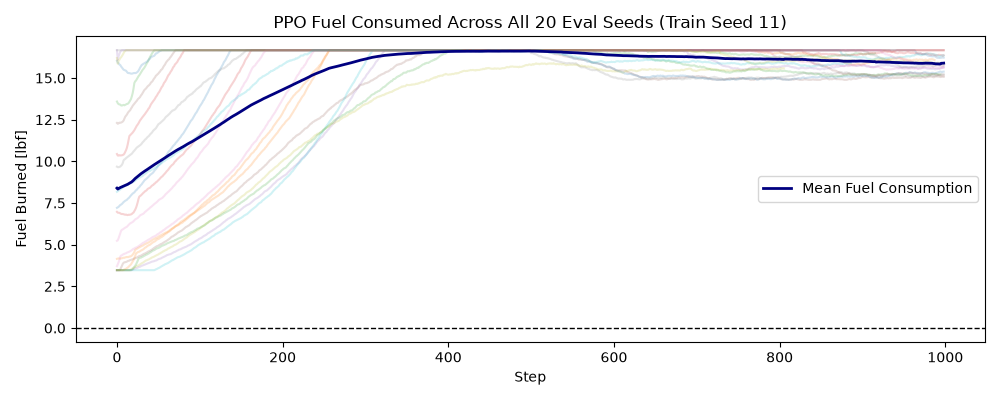 PPO Fuel Consumed Across All 20 Eval Seeds (Train Seed 11)
Fuel Burned [lbf]
15.0
12.5
10.0
7.5
5.0
2.5
0.0
Mean Fuel Consumption
0 200 400 600 800 1000
Step